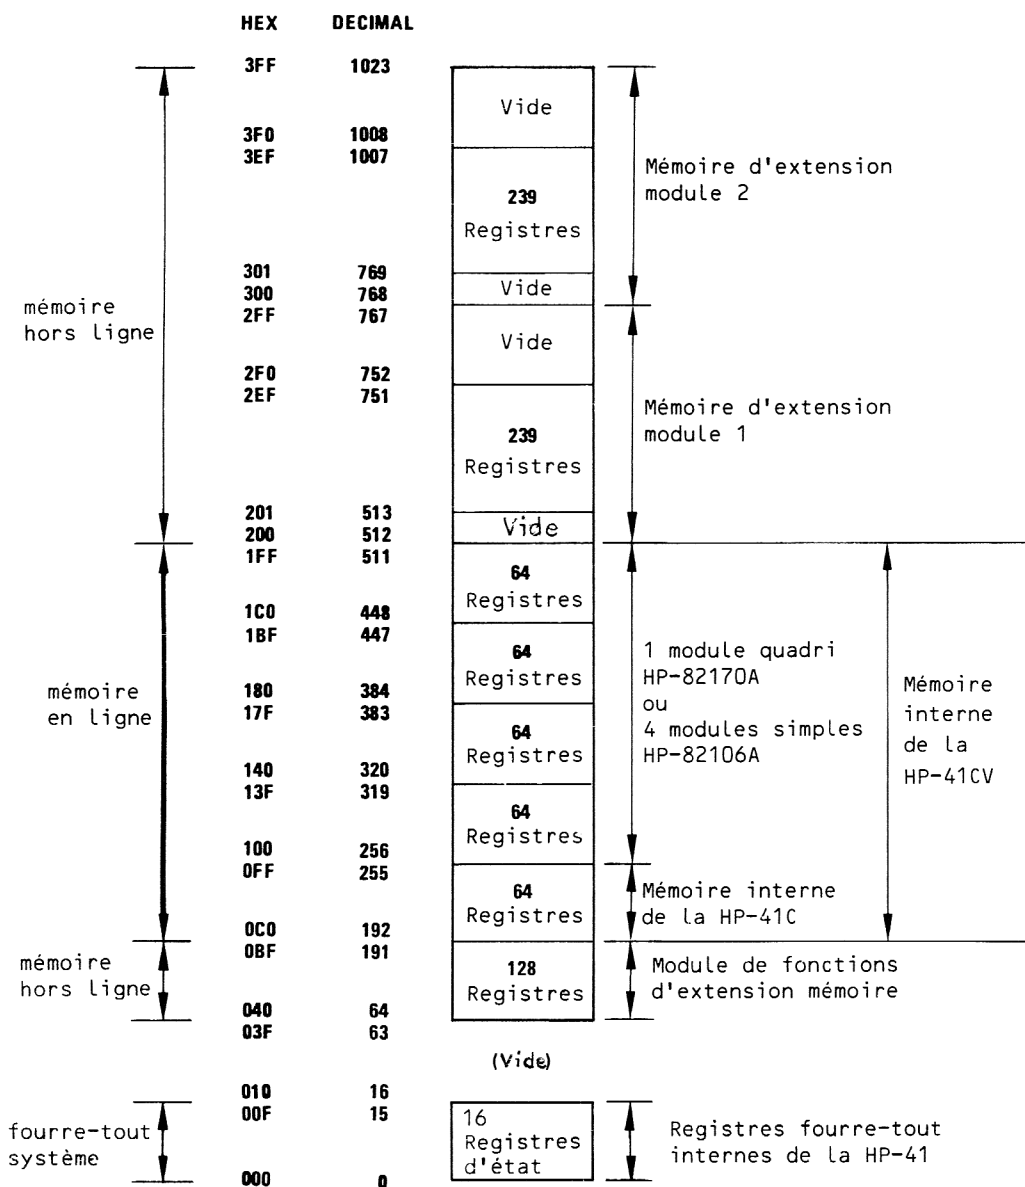 HEX DECIMAL
3FF 1023
Vide
3F0 1008
3EF 1007
Mémoire d'extension
module 2
239
Registres
301 769
300 768
Vide
2FF 767
mémoire
hors ligne
Vide
2F0 752
2EF 751
Mémoire d'extension
module 1
239
Registres
201 513
200 512
Vide
1FF 511
64
Registres
1C0 448
1BF 447
64
Registres
1 module quadri
HP-82170A
ou
4 modules simples
HP-82106A
mémoire
en ligne
180 384
17F 383
Mémoire
interne
de la
HP-41CV
64
Registres
140 320
13F 319
64
Registres
100 256
0FF 255
64
Registres
Mémoire interne
de la HP-41C
0C0 192
0BF 191
mémoire
hors ligne
128
Registres
Module de fonctions
d'extension mémoire
040 64
03F 63
(Vide)
010 16
00F 15
fourre-tout
système
16
Registres
d'état
Registres fourre-tout
internes de la HP-41
000 0